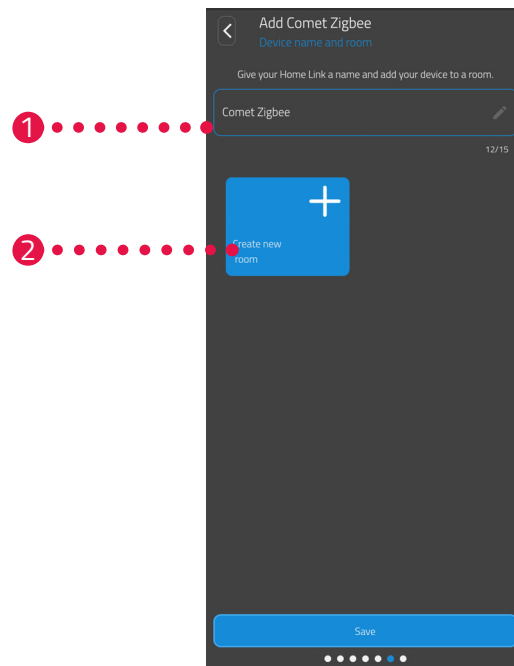 Add Comet Zigbee
Device name and room
Give your Home Link a name and add your device to a room.
1
Comet Zigbee
12/15
2
Create new
room
Save